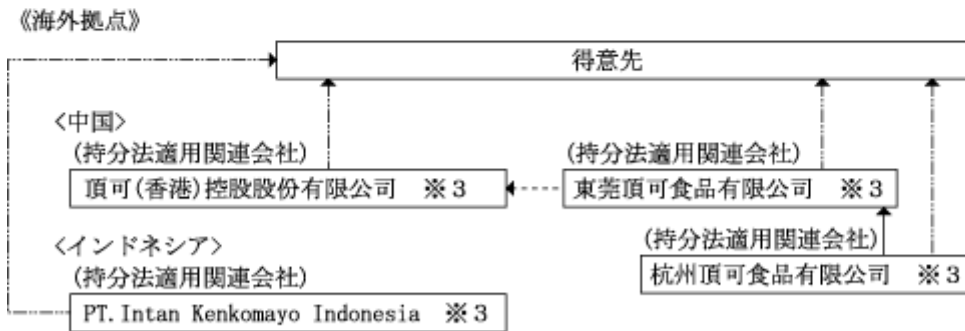 《海外拠点》
得意先
<中国>
(持分法適用関連会社)
頂可(香港)控股股份有限公司 ※3
(持分法適用関連会社)
東莞頂可食品有限公司 ※3
(持分法適用関連会社)
杭州頂可食品有限公司 ※3
<インドネシア>
(持分法適用関連会社)
PT. Intan Kenkomayo Indonesia ※3